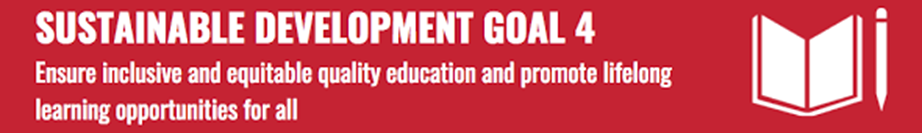 SUSTAINABLE DEVELOPMENT GOAL 4
Ensure inclusive and equitable quality education and promote lifelong
learning opportunities for all